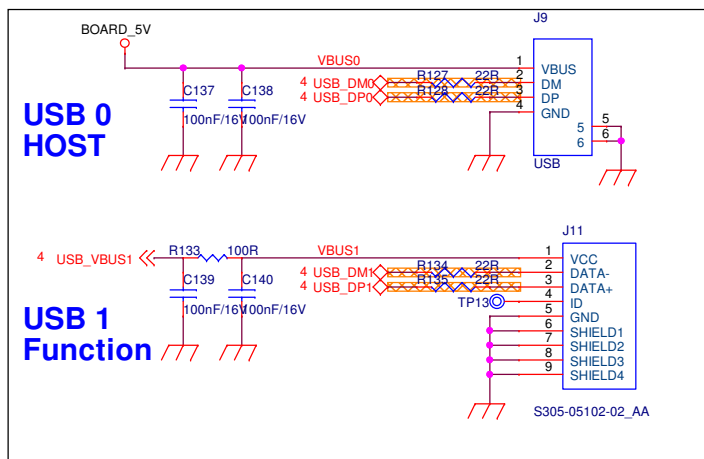 J9
BOARD_5V
VBUS0
1
VBUS
R127
22R
2
DM
4
USB_DM0
R128
22R
3
DP
4
USB_DP0
4
GND
C137
C138
100nF/16V
100nF/16V
USB 0
HOST
5
5
6
6
USB
J11
4
USB_VBUS1
R133
100R
VBUS1
1
VCC
R134
22R
2
DATA-
4
USB_DM1
R135
22R
3
DATA+
4
USB_DP1
TP13
4
ID
5
GND
6
SHIELD1
7
SHIELD2
8
SHIELD3
9
SHIELD4
C139
C140
100nF/16V
100nF/16V
USB 1
Function
S305-05102-02_AA